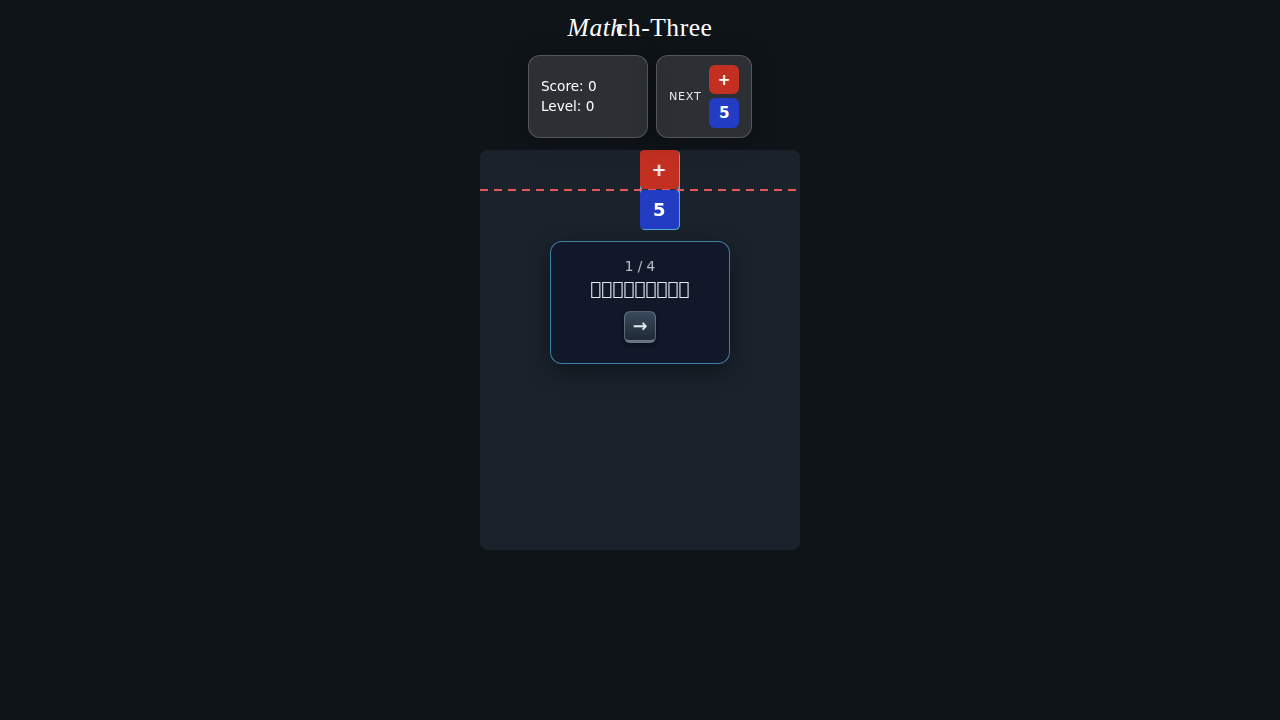 Mathch-Three
Score: 0
Level: 0
NEXT
+
5
+
5
1 / 4
→